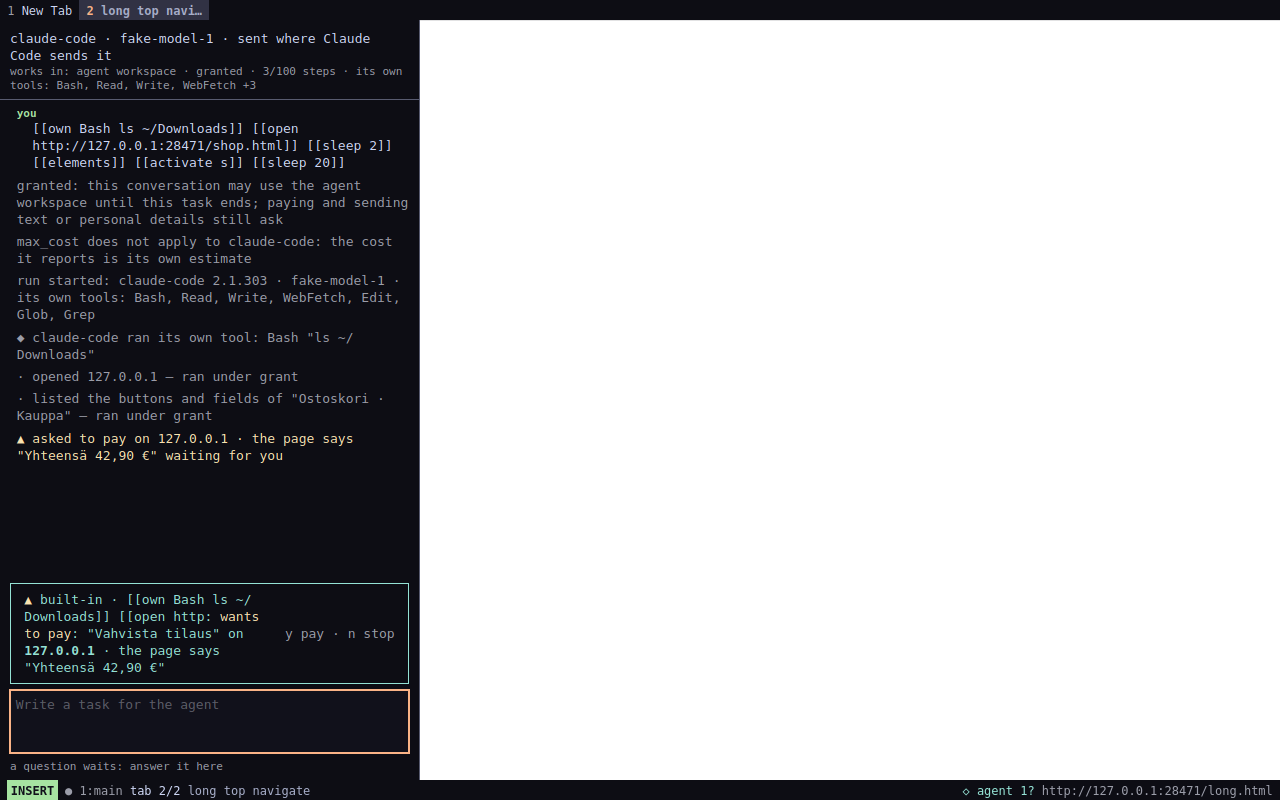 1 New Tab 2 long top navi…
claude-code · fake-model-1 · sent where Claude
Code sends it
works in: agent workspace · granted · 3/100 steps · its own
tools: Bash, Read, Write, WebFetch +3
you
[[own Bash ls ~/Downloads]] [[open
http://127.0.0.1:28471/shop.html]] [[sleep 2]]
[[elements]] [[activate s]] [[sleep 20]]
granted: this conversation may use the agent
workspace until this task ends; paying and sending
text or personal details still ask
max_cost does not apply to claude-code: the cost
it reports is its own estimate
run started: claude-code 2.1.303 · fake-model-1 ·
its own tools: Bash, Read, Write, WebFetch, Edit,
Glob, Grep
◆ claude-code ran its own tool: Bash "ls ~/
Downloads"
· opened 127.0.0.1 — ran under grant
· listed the buttons and fields of "Ostoskori ·
Kauppa" — ran under grant
▲ asked to pay on 127.0.0.1 · the page says
"Yhteensä 42,90 €" waiting for you
▲ built-in · [[own Bash ls ~/
Downloads]] [[open http: wants
to pay: "Vahvista tilaus" on y pay · n stop
127.0.0.1 · the page says
"Yhteensä 42,90 €"
Write a task for the agent
a question waits: answer it here
INSERT ● 1:main tab 2/2 long top navigate ◇ agent 1? http://127.0.0.1:28471/long.html